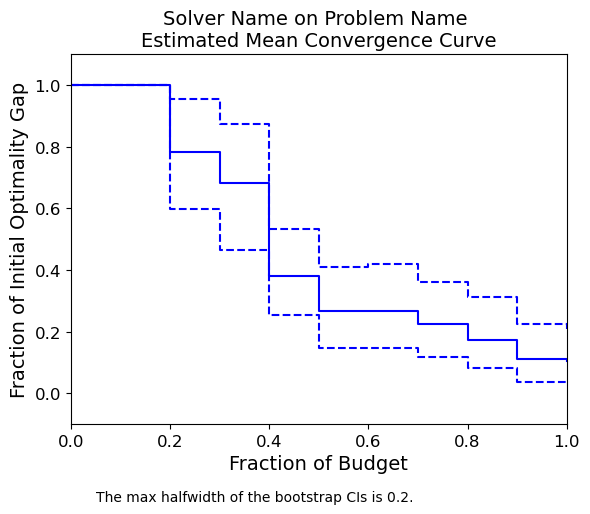 Solver Name on Problem Name
Estimated Mean Convergence Curve
Fraction of Initial Optimality Gap
1.0
0.8
0.6
0.4
0.2
0.0
0.0 0.2 0.4 0.6 0.8 1.0
Fraction of Budget
The max halfwidth of the bootstrap CIs is 0.2.